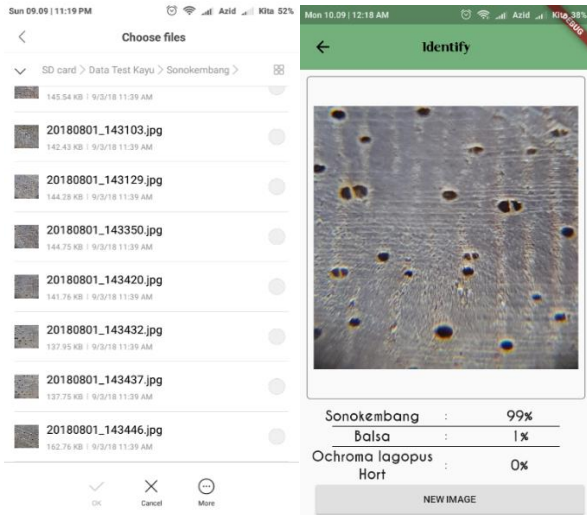 Sun 09.09 | 11:19 PM Azid Kita 52%
Choose files
SD card > Data Test Kayu > Sonokembang >
145.54 KB | 9/3/18 11:39 AM
20180801_143103.jpg
142.43 KB | 9/3/18 11:39 AM
20180801_143129.jpg
144.28 KB | 9/3/18 11:39 AM
20180801_143350.jpg
144.75 KB | 9/3/18 11:39 AM
20180801_143420.jpg
141.76 KB | 9/3/18 11:39 AM
20180801_143432.jpg
137.95 KB | 9/3/18 11:39 AM
20180801_143437.jpg
137.75 KB | 9/3/18 11:39 AM
20180801_143446.jpg
162.76 KB | 9/3/18 11:39 AM
OK Cancel More
Mon 10.09 | 12:18 AM Azid Kita 38%
DEBUG
Identify
Sonokembang : 99%
Balsa : 1%
Ochroma lagopus
Hort : 0%
NEW IMAGE